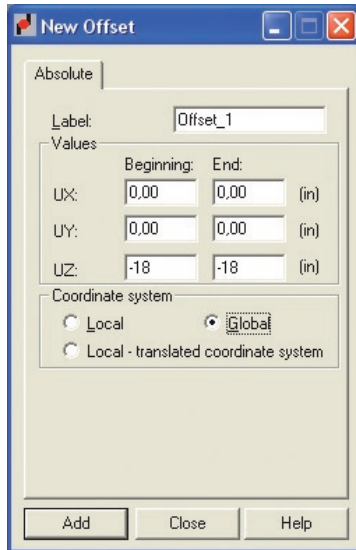 New Offset
Absolute
Label: Offset_1
Values
Beginning: End:
UX: 0,00 0,00 (in)
UY: 0,00 0,00 (in)
UZ: -18 -18 (in)
Coordinate system
Local Global
Local - translated coordinate system
Add Close Help